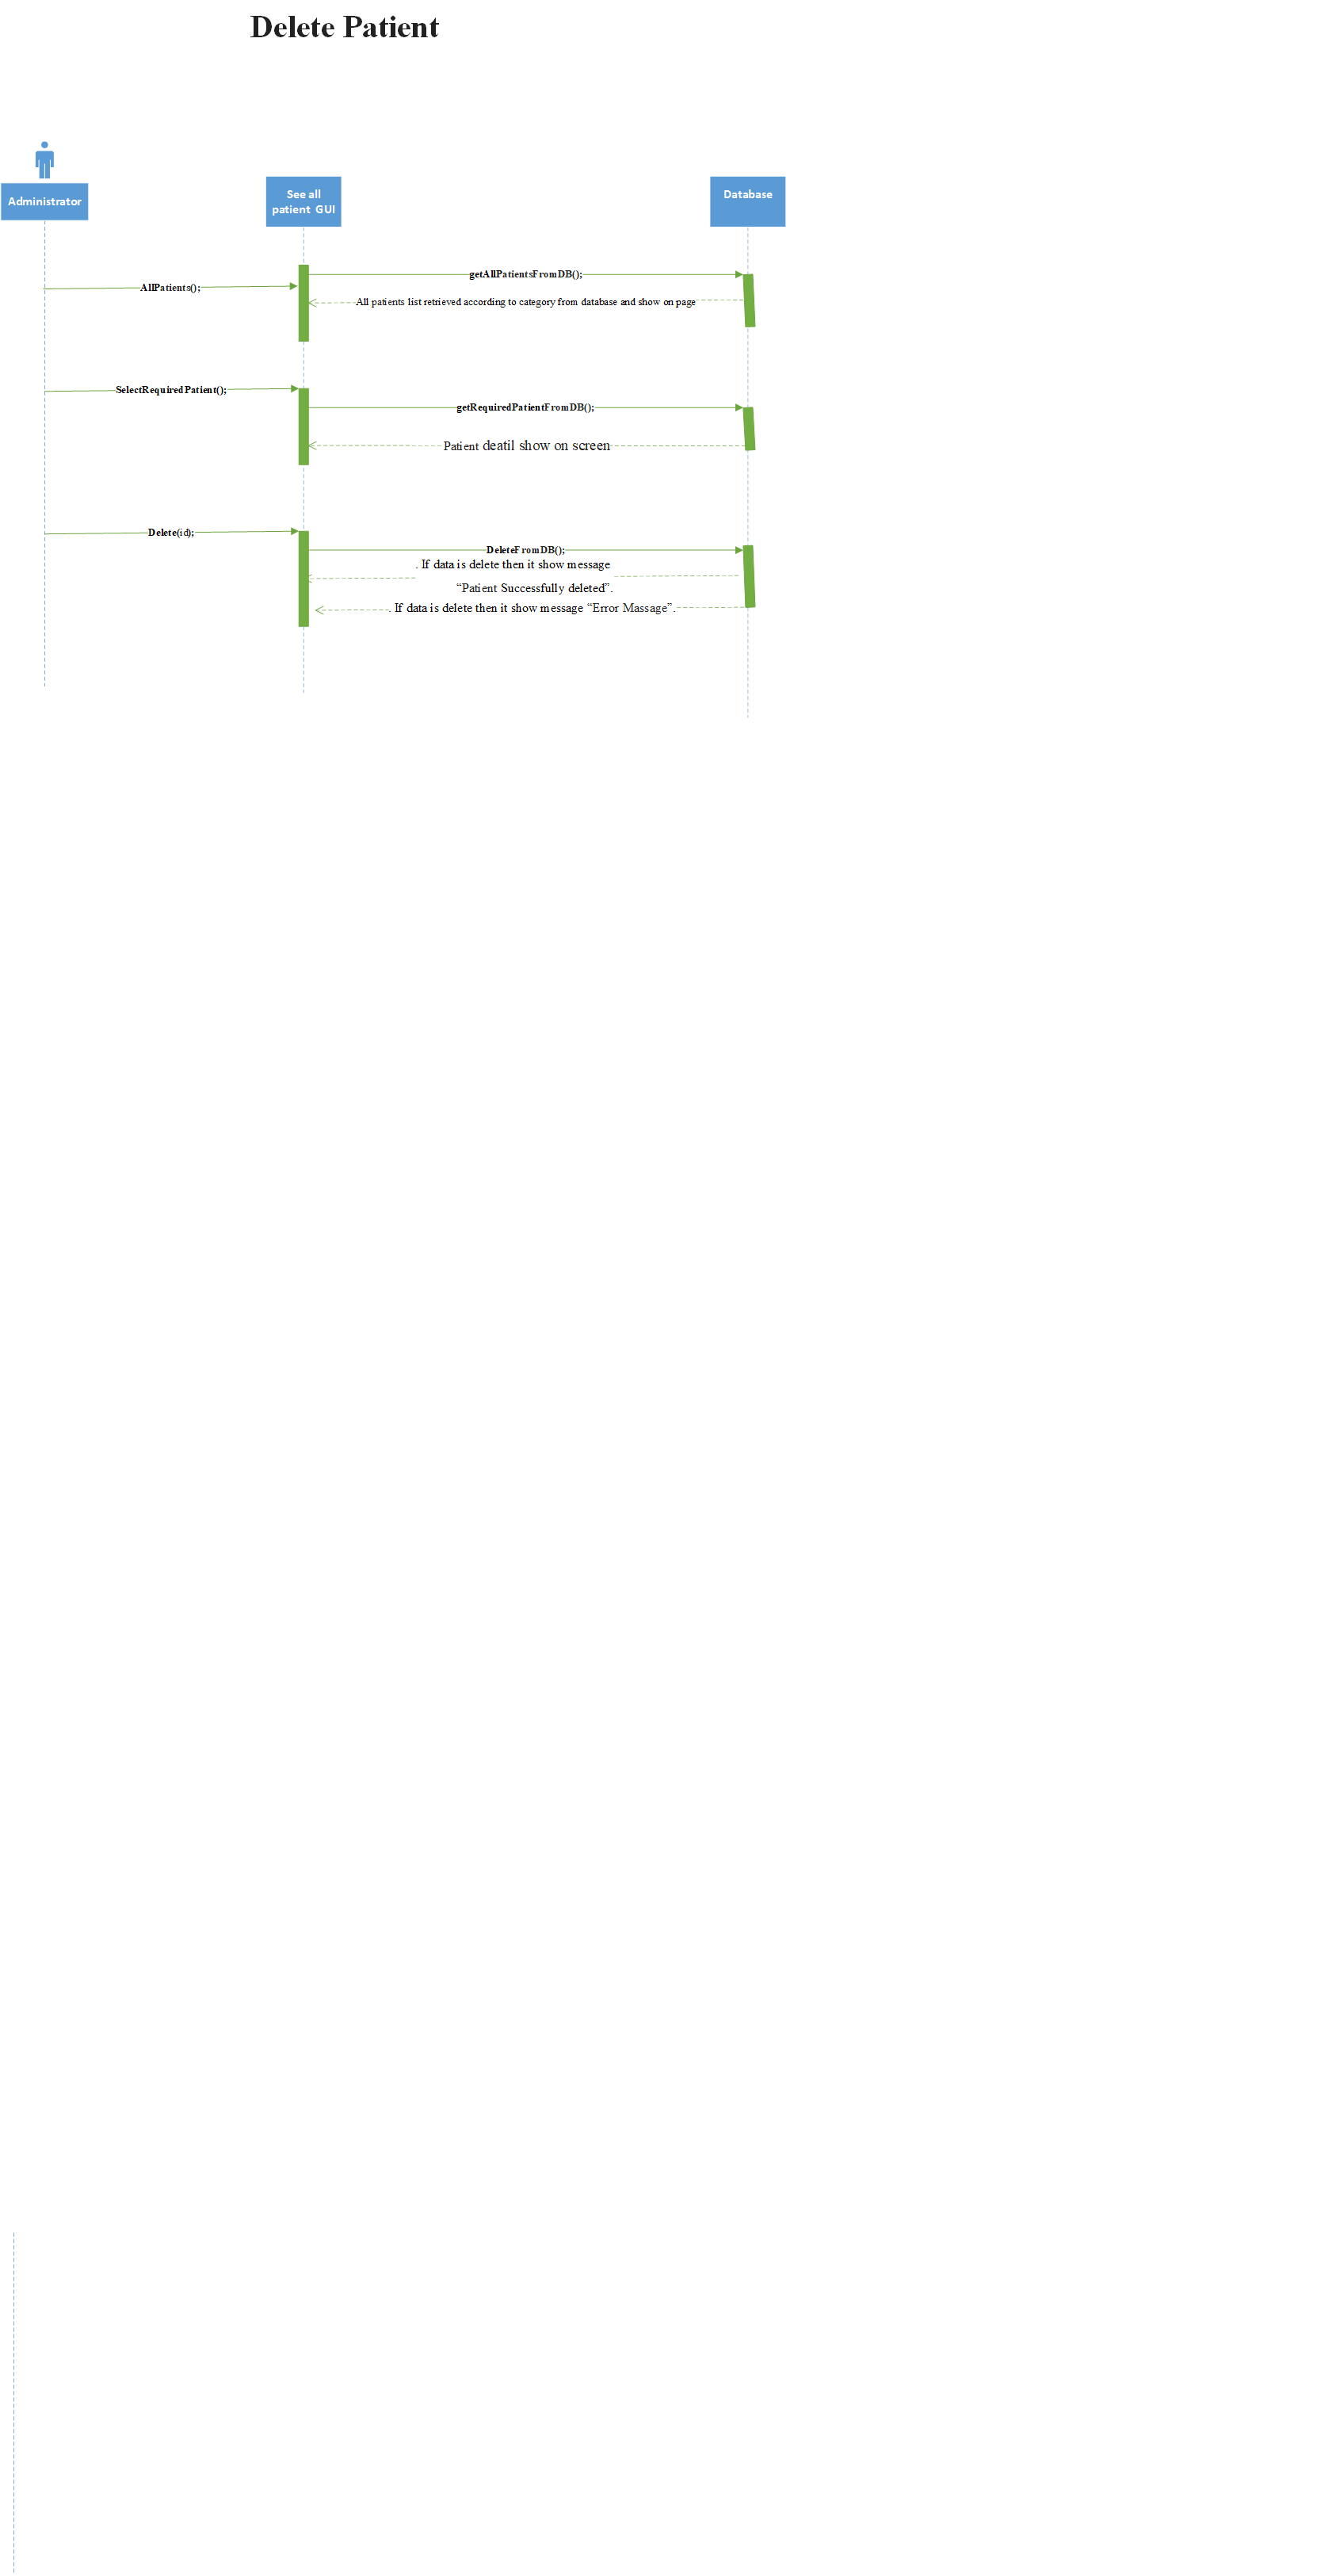 Delete Patient
Administrator
See all
patient GUI
Database
getAllPatientsFromDB();
AllPatients();
All patients list retrieved according to category from database and show on page
SelectRequiredPatient();
getRequiredPatientFromDB();
Patient deatil show on screen
Delete(id);
DeleteFromDB();
. If data is delete then it show message
“Patient Successfully deleted”.
. If data is delete then it show message “Error Massage”.